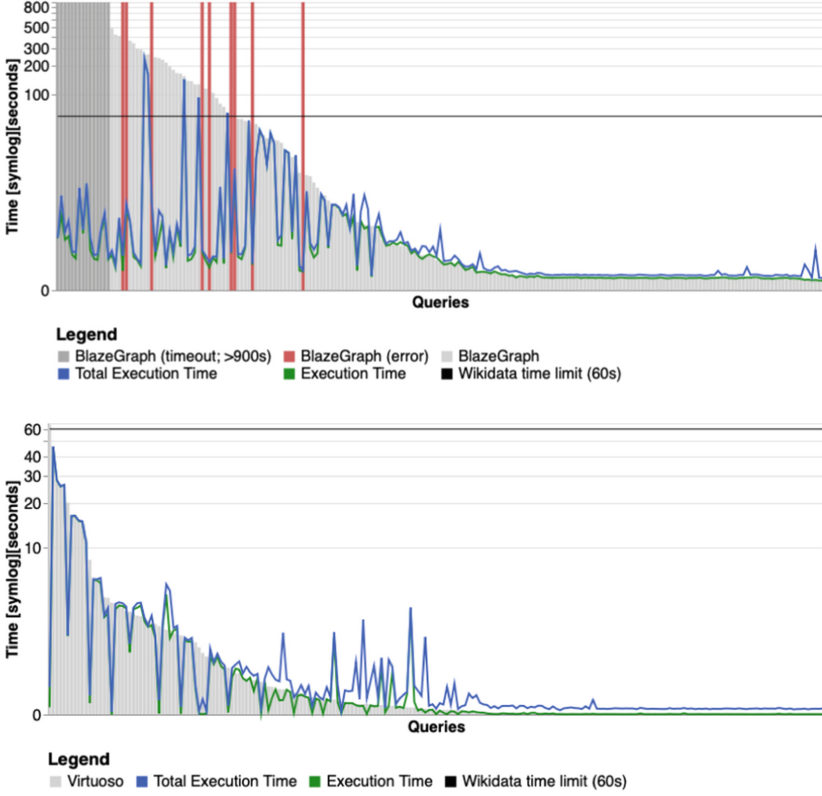 800
500
300
200
100
0
Time [symlog][seconds]
Queries
Legend
BlazeGraph (timeout; >900s) BlazeGraph (error) BlazeGraph
Total Execution Time Execution Time Wikidata time limit (60s)
60
40
30
20
10
0
Time [symlog][seconds]
Queries
Legend
Virtuoso Total Execution Time Execution Time Wikidata time limit (60s)